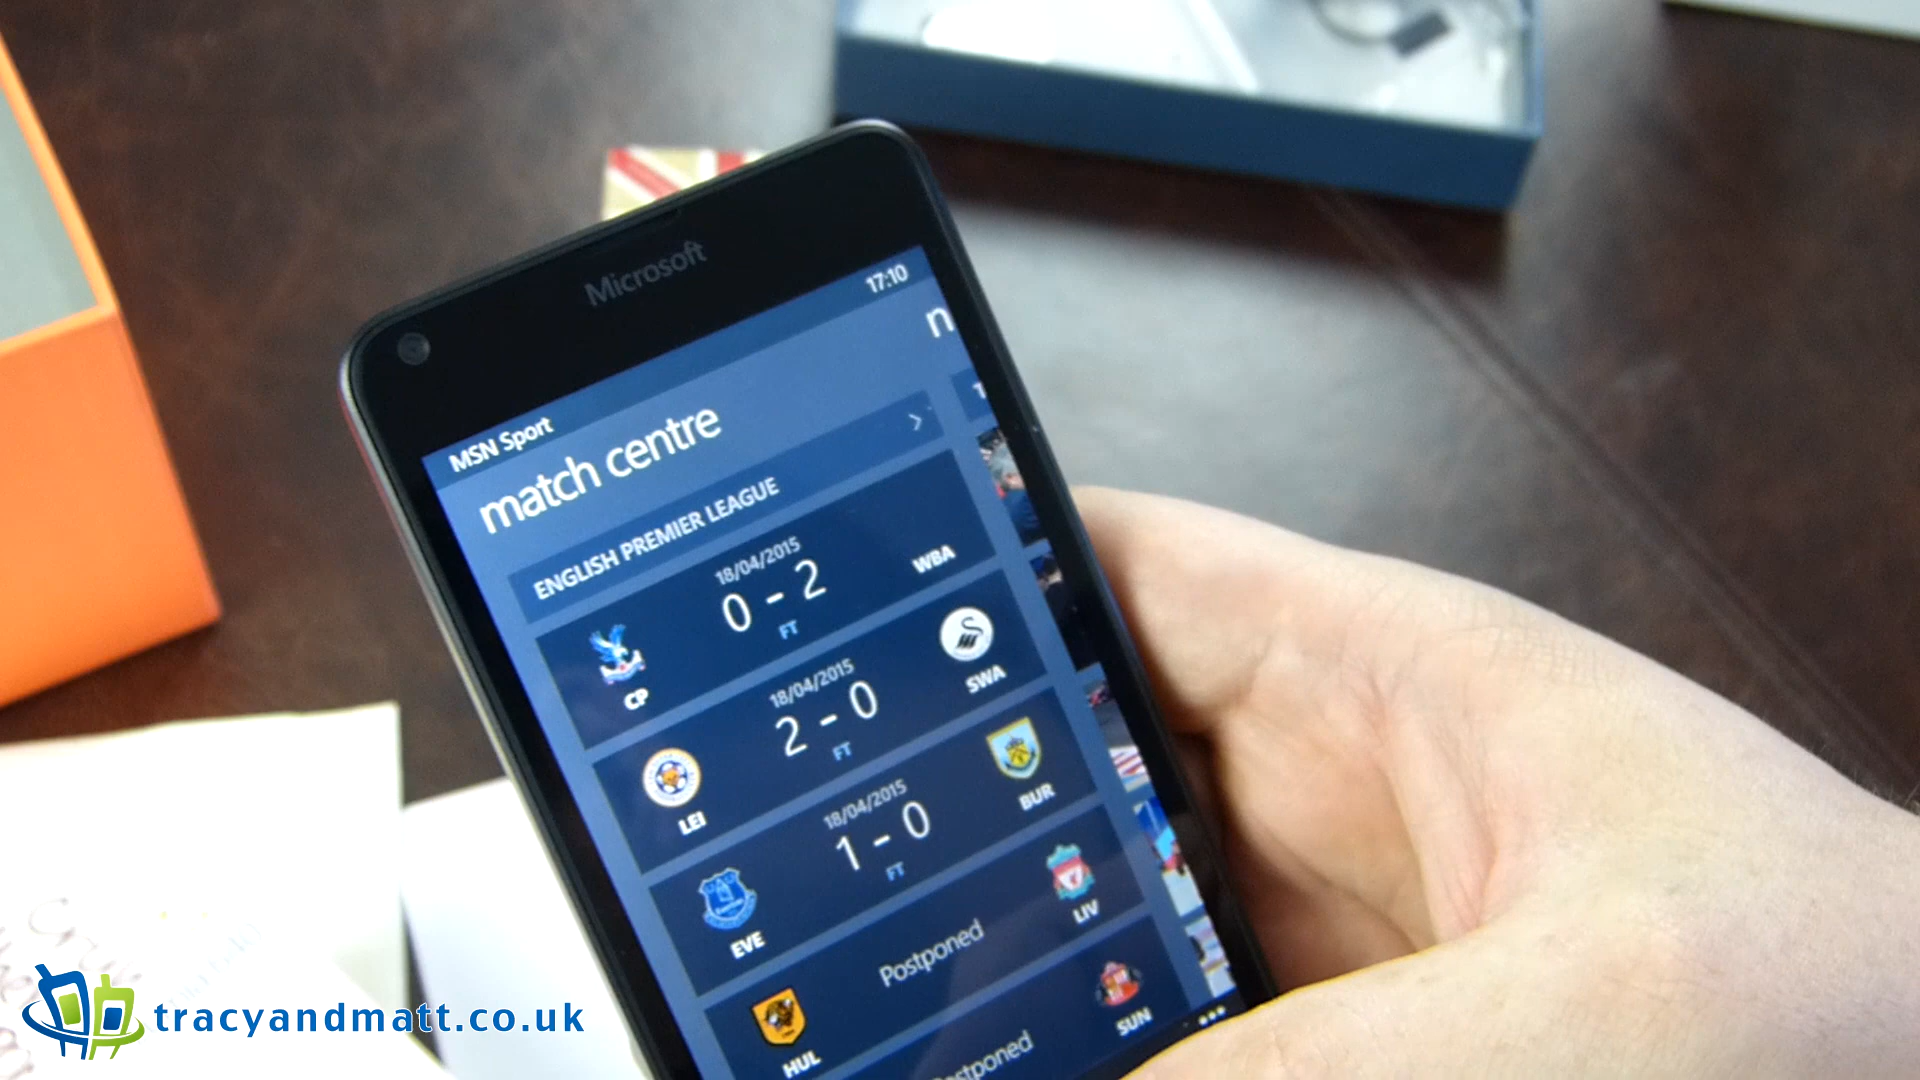 Microsoft
17:10
MSN Sport
match centre
n
ENGLISH PREMIER LEAGUE
18/04/2015
0 - 2
FT
CP
WBA
18/04/2015
2 - 0
FT
LEI
SWA
18/04/2015
1 - 0
FT
EVE
BUR
Postponed
HUL
LIV
stponed
SUN
tracyandmatt.co.uk